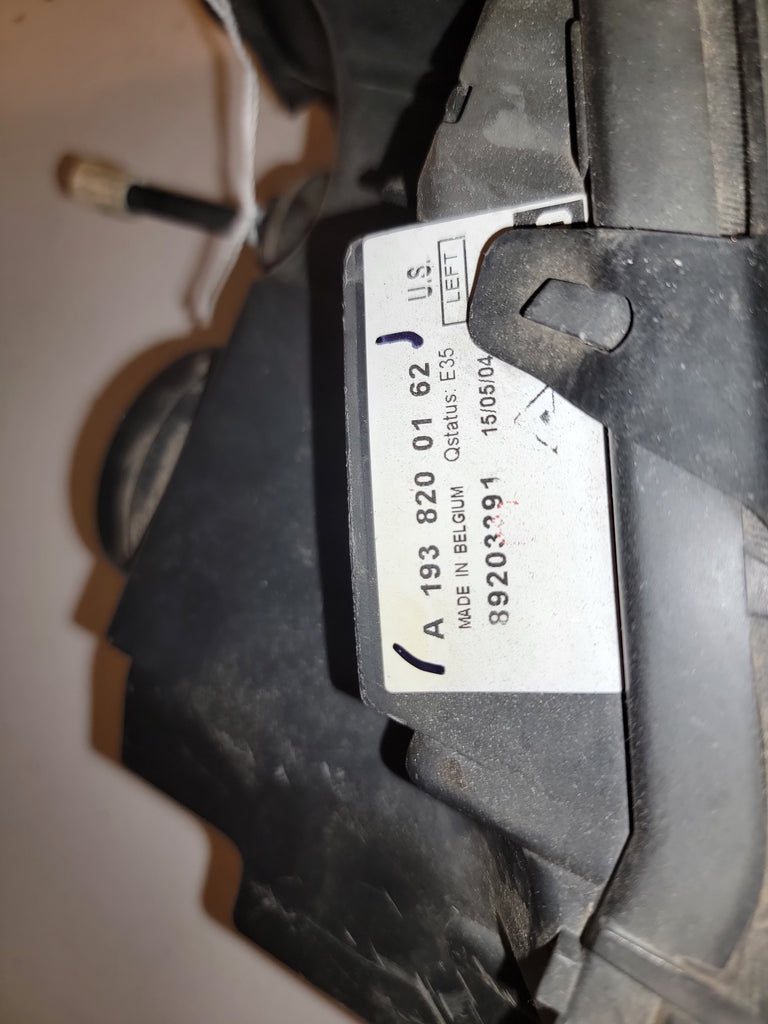 A 193 820 01 62 U.S.
MADE IN BELGIUM Qstatus: E35 LEFT
89203391 15/05/04